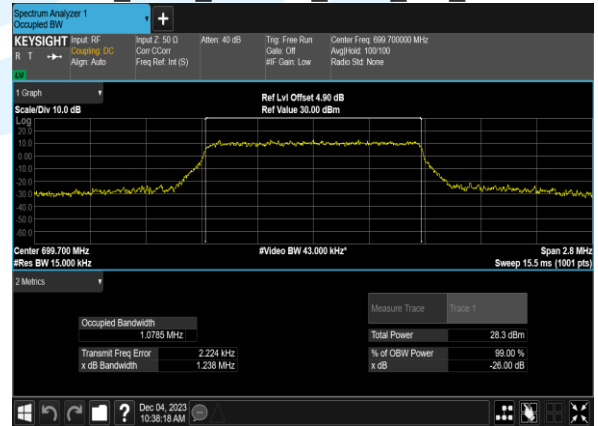 Spectrum Analyzer 1
Occupied BW
+
KEYSIGHT
R T
LU
Input: RF
Coupling: DC
Align: Auto
Input Z: 50 Ω
Corr CCorr
Freq Ref: Int (S)
Atten: 40 dB
Trig: Free Run
Gate: Off
#IF Gain: Low
Center Freq: 699.700000 MHz
Avg|Hold: 100/100
Radio Std: None
1 Graph
Scale/Div 10.0 dB
Ref Lvl Offset 4.90 dB
Ref Value 30.00 dBm
Log
20.0
10.0
0.00
-10.0
-20.0
-30.0
-40.0
-50.0
-60.0
Center 699.700 MHz
#Res BW 15.000 kHz
#Video BW 43.000 kHz*
Span 2.8 MHz
Sweep 15.5 ms (1001 pts)
2 Metrics
Measure Trace
Trace 1
Occupied Bandwidth
1.0785 MHz
Total Power
28.3 dBm
Transmit Freq Error
2.224 kHz
% of OBW Power
99.00 %
x dB Bandwidth
1.238 MHz
x dB
-26.00 dB
?
Dec 04, 2023
10:38:18 AM